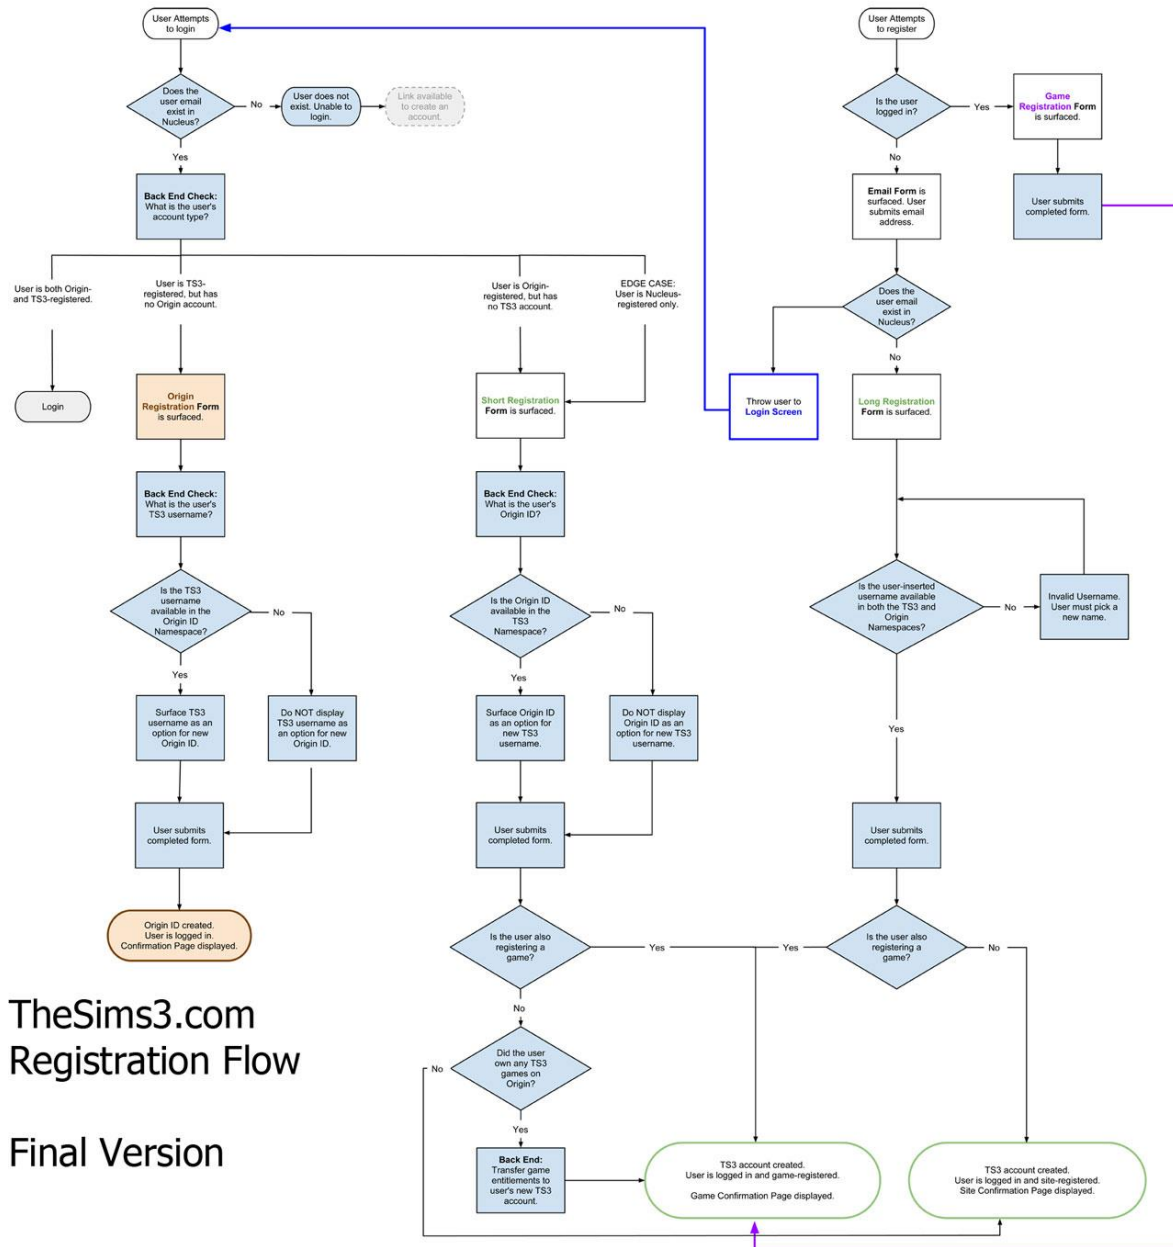 User Attempts
to login
User Attempts
to register
Does the
user email
exist in
Nucleus?
No
User does not
exist. Unable to
login.
Link available
to create an
account.
Is the user
logged in?
Yes
Game
Registration Form
is surfaced.
Yes
No
Back End Check:
What is the user's
account type?
Email Form is
surfaced. User
submits email
address.
User submits
completed form.
User is both Origin-
and TS3-registered.
User is TS3-
registered, but has
no Origin account.
User is Origin-
registered, but has
no TS3 account.
EDGE CASE:
User is Nucleus-
registered only.
Does the
user email
exist in
Nucleus?
No
Login
Origin
Registration Form
is surfaced.
Short Registration
Form is surfaced.
Throw user to
Login Screen
Long Registration
Form is surfaced.
Back End Check:
What is the user's
TS3 username?
Back End Check:
What is the user's
Origin ID?
Is the TS3
username
available in the
Origin ID
Namespace?
No
Is the Origin ID
available in the
TS3
Namespace?
No
Is the user-inserted
username available
in both the TS3 and
Origin
Namespaces?
No
Invalid Username.
User must pick a
new name.
Yes
Yes
Surface TS3
username as an
option for new
Origin ID.
Do NOT display
TS3 username as
an option for new
Origin ID.
Surface Origin ID
as an option for
new TS3
username.
Do NOT display
Origin ID as an
option for new TS3
username.
Yes
User submits
completed form.
User submits
completed form.
User submits
completed form.
Origin ID created.
User is logged in.
Confirmation Page displayed.
Is the user also
registering a
game?
Yes
Yes
Is the user also
registering a
game?
No
TheSims3.com
Registration Flow
Final Version
No
Did the user
own any TS3
games on
Origin?
No
Yes
Back End:
Transfer game
entitlements to
user's new TS3
account.
TS3 account created.
User is logged in and game-registered.
Game Confirmation Page displayed.
TS3 account created.
User is logged in and site-registered.
Site Confirmation Page displayed.